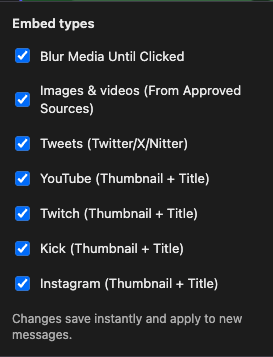 Embed types
Blur Media Until Clicked
Images & videos (From Approved
Sources)
Tweets (Twitter/X/Nitter)
YouTube (Thumbnail + Title)
Twitch (Thumbnail + Title)
Kick (Thumbnail + Title)
Instagram (Thumbnail + Title)
Changes save instantly and apply to new
messages.